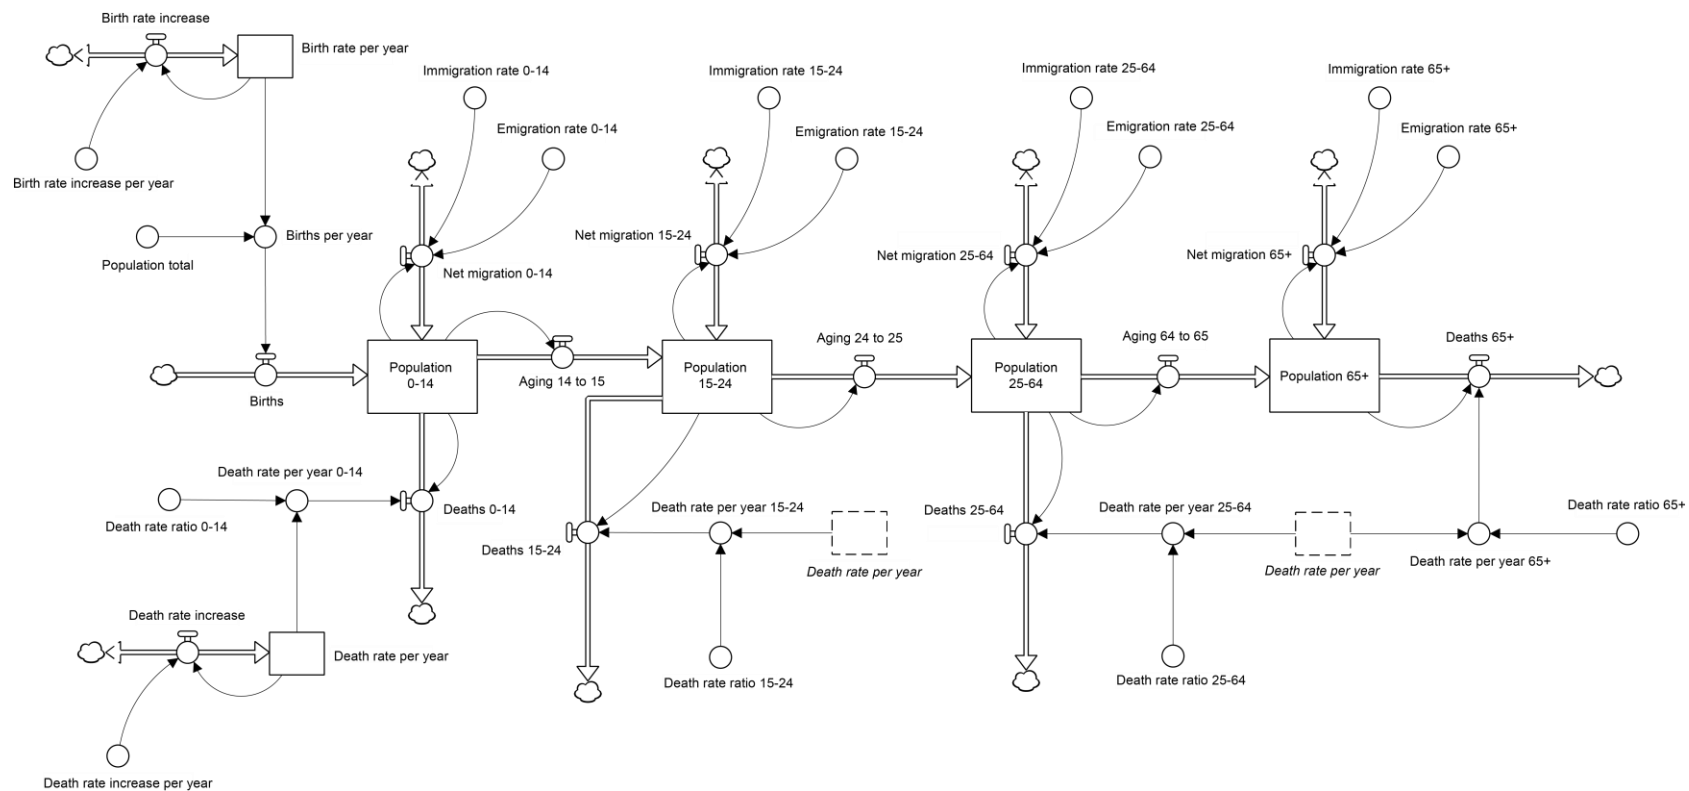 Birth rate increase
Birth rate per year
Immigration rate 0-14
Immigration rate 15-24
Immigration rate 25-64
Immigration rate 65+
Emigration rate 0-14
Emigration rate 15-24
Emigration rate 25-64
Emigration rate 65+
Birth rate increase per year
Births per year
Population total
Net migration 0-14
Net migration 15-24
Net migration 25-64
Net migration 65+
Aging 24 to 25
Aging 64 to 65
Deaths 65+
Population
0-14
Aging 14 to 15
Population
15-24
Population
25-64
Population 65+
Births
Death rate per year 0-14
Death rate ratio 0-14
Deaths 0-14
Death rate per year 15-24
Deaths 15-24
Death rate per year
Deaths 25-64
Death rate per year 25-64
Death rate per year
Death rate ratio 65+
Death rate per year 65+
Death rate increase
Death rate per year
Death rate ratio 15-24
Death rate ratio 25-64
Death rate increase per year